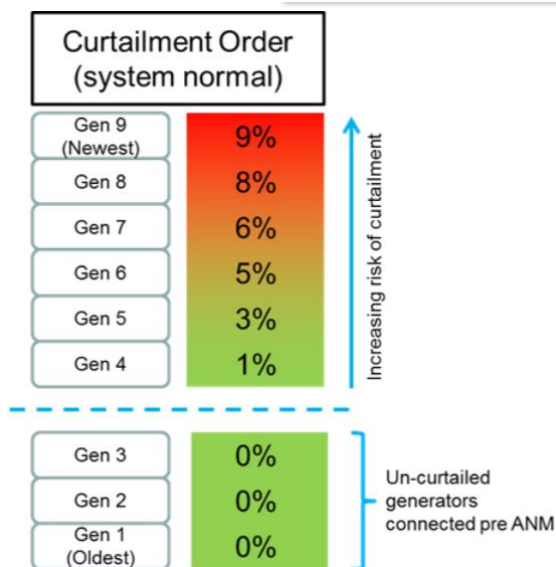 Curtailment Order
(system normal)
Gen 9
(Newest)
9%
Gen 8
8%
Gen 7
6%
Gen 6
5%
Gen 5
3%
Gen 4
1%
Increasing risk of curtailment
Gen 3
0%
Gen 2
0%
Gen 1
(Oldest)
0%
Un-curtailed
generators
connected pre ANM